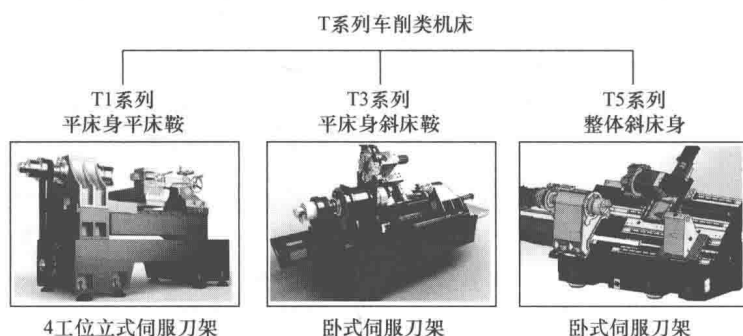 T系列车削类机床
T1系列
平床身平床鞍
T3系列
平床身斜床鞍
T5系列
整体斜床身
4工位立式伺服刀架
卧式伺服刀架
卧式伺服刀架